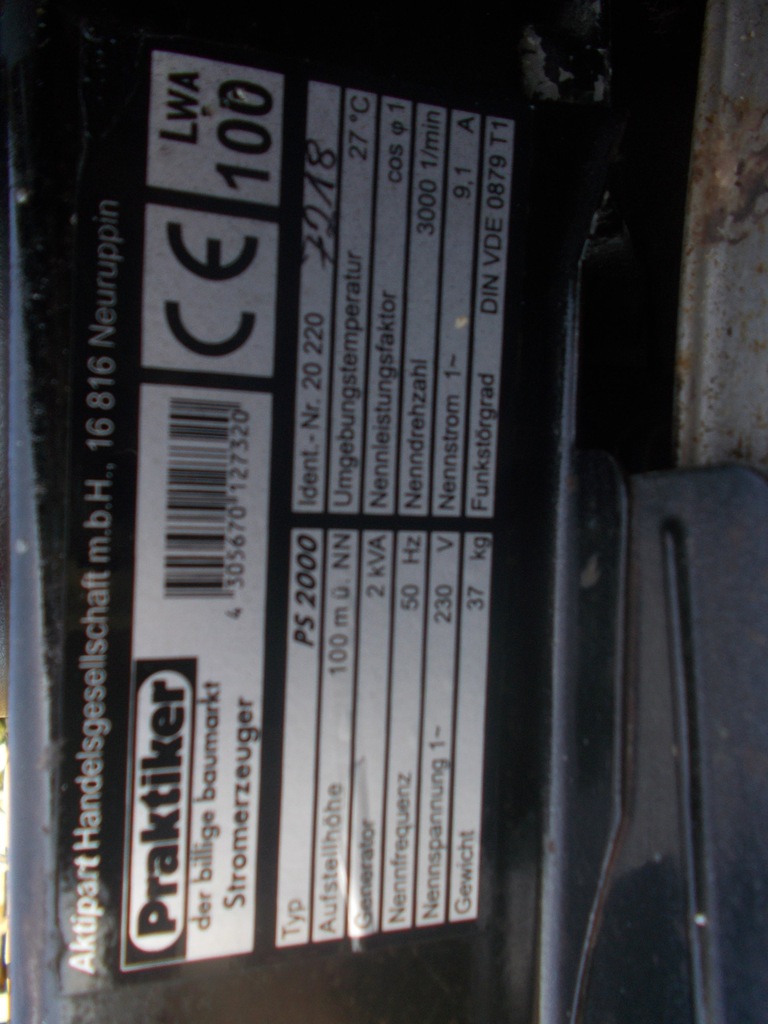 Aktipart Handelsgesellschaft m.b.H., 16 816 Neuruppin
Praktiker
der billige baumarkt
Stromerzeuger
4 305670 127320
CE
LWA
100
Typ PS 2000 Ident.-Nr. 20 220 7218
Aufstellhöhe 100 m ü. NN Umgebungstemperatur 27 °C
Generator 2 kVA Nennleistungsfaktor cos φ 1
Nennfrequenz 50 Hz Nenndrehzahl 3000 1/min
Nennspannung 1~ 230 V Nennstrom 1~ 9,1 A
Gewicht 37 kg Funkstörgrad DIN VDE 0879 T1